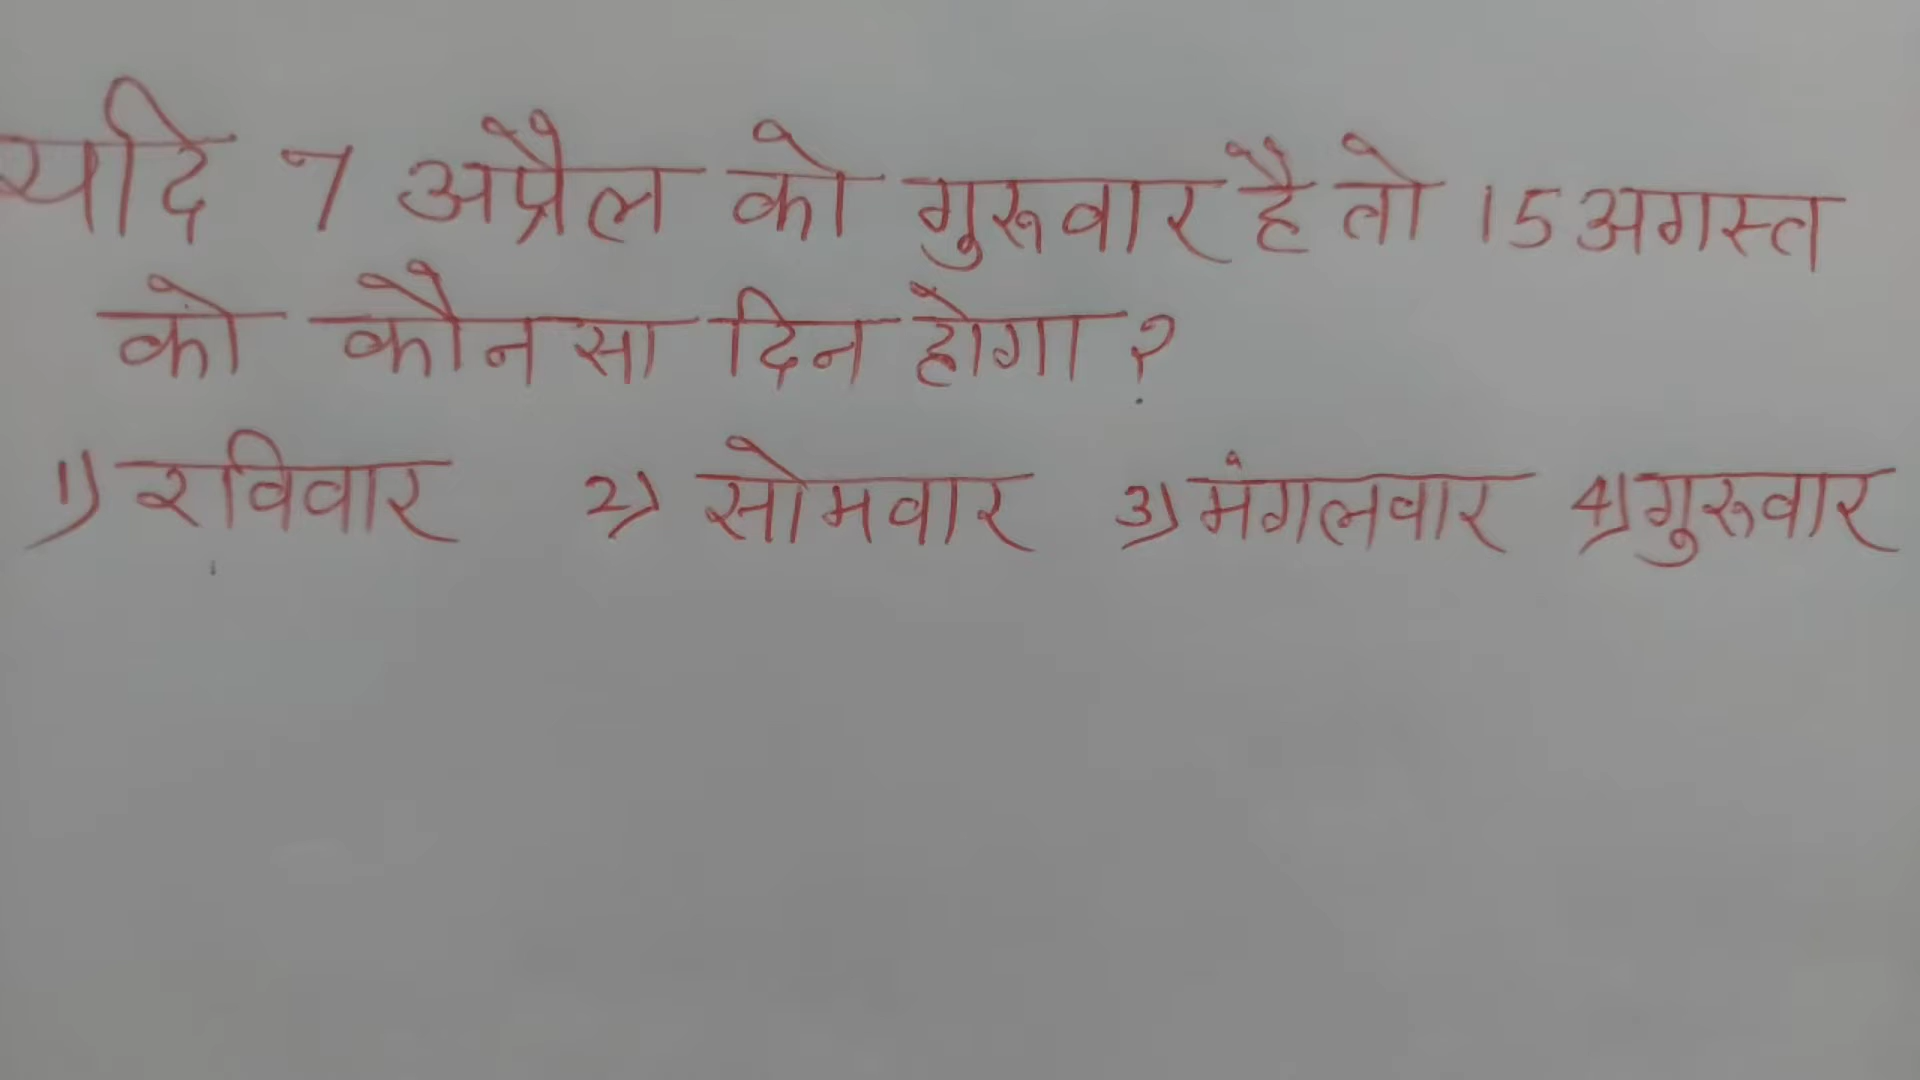 यदि 7 अप्रैल को गुरूवार है तो 15 अगस्त
को कौनसा दिन होगा?
1) रविवार 2) सोमवार 3) मंगलवार 4) गुरूवार